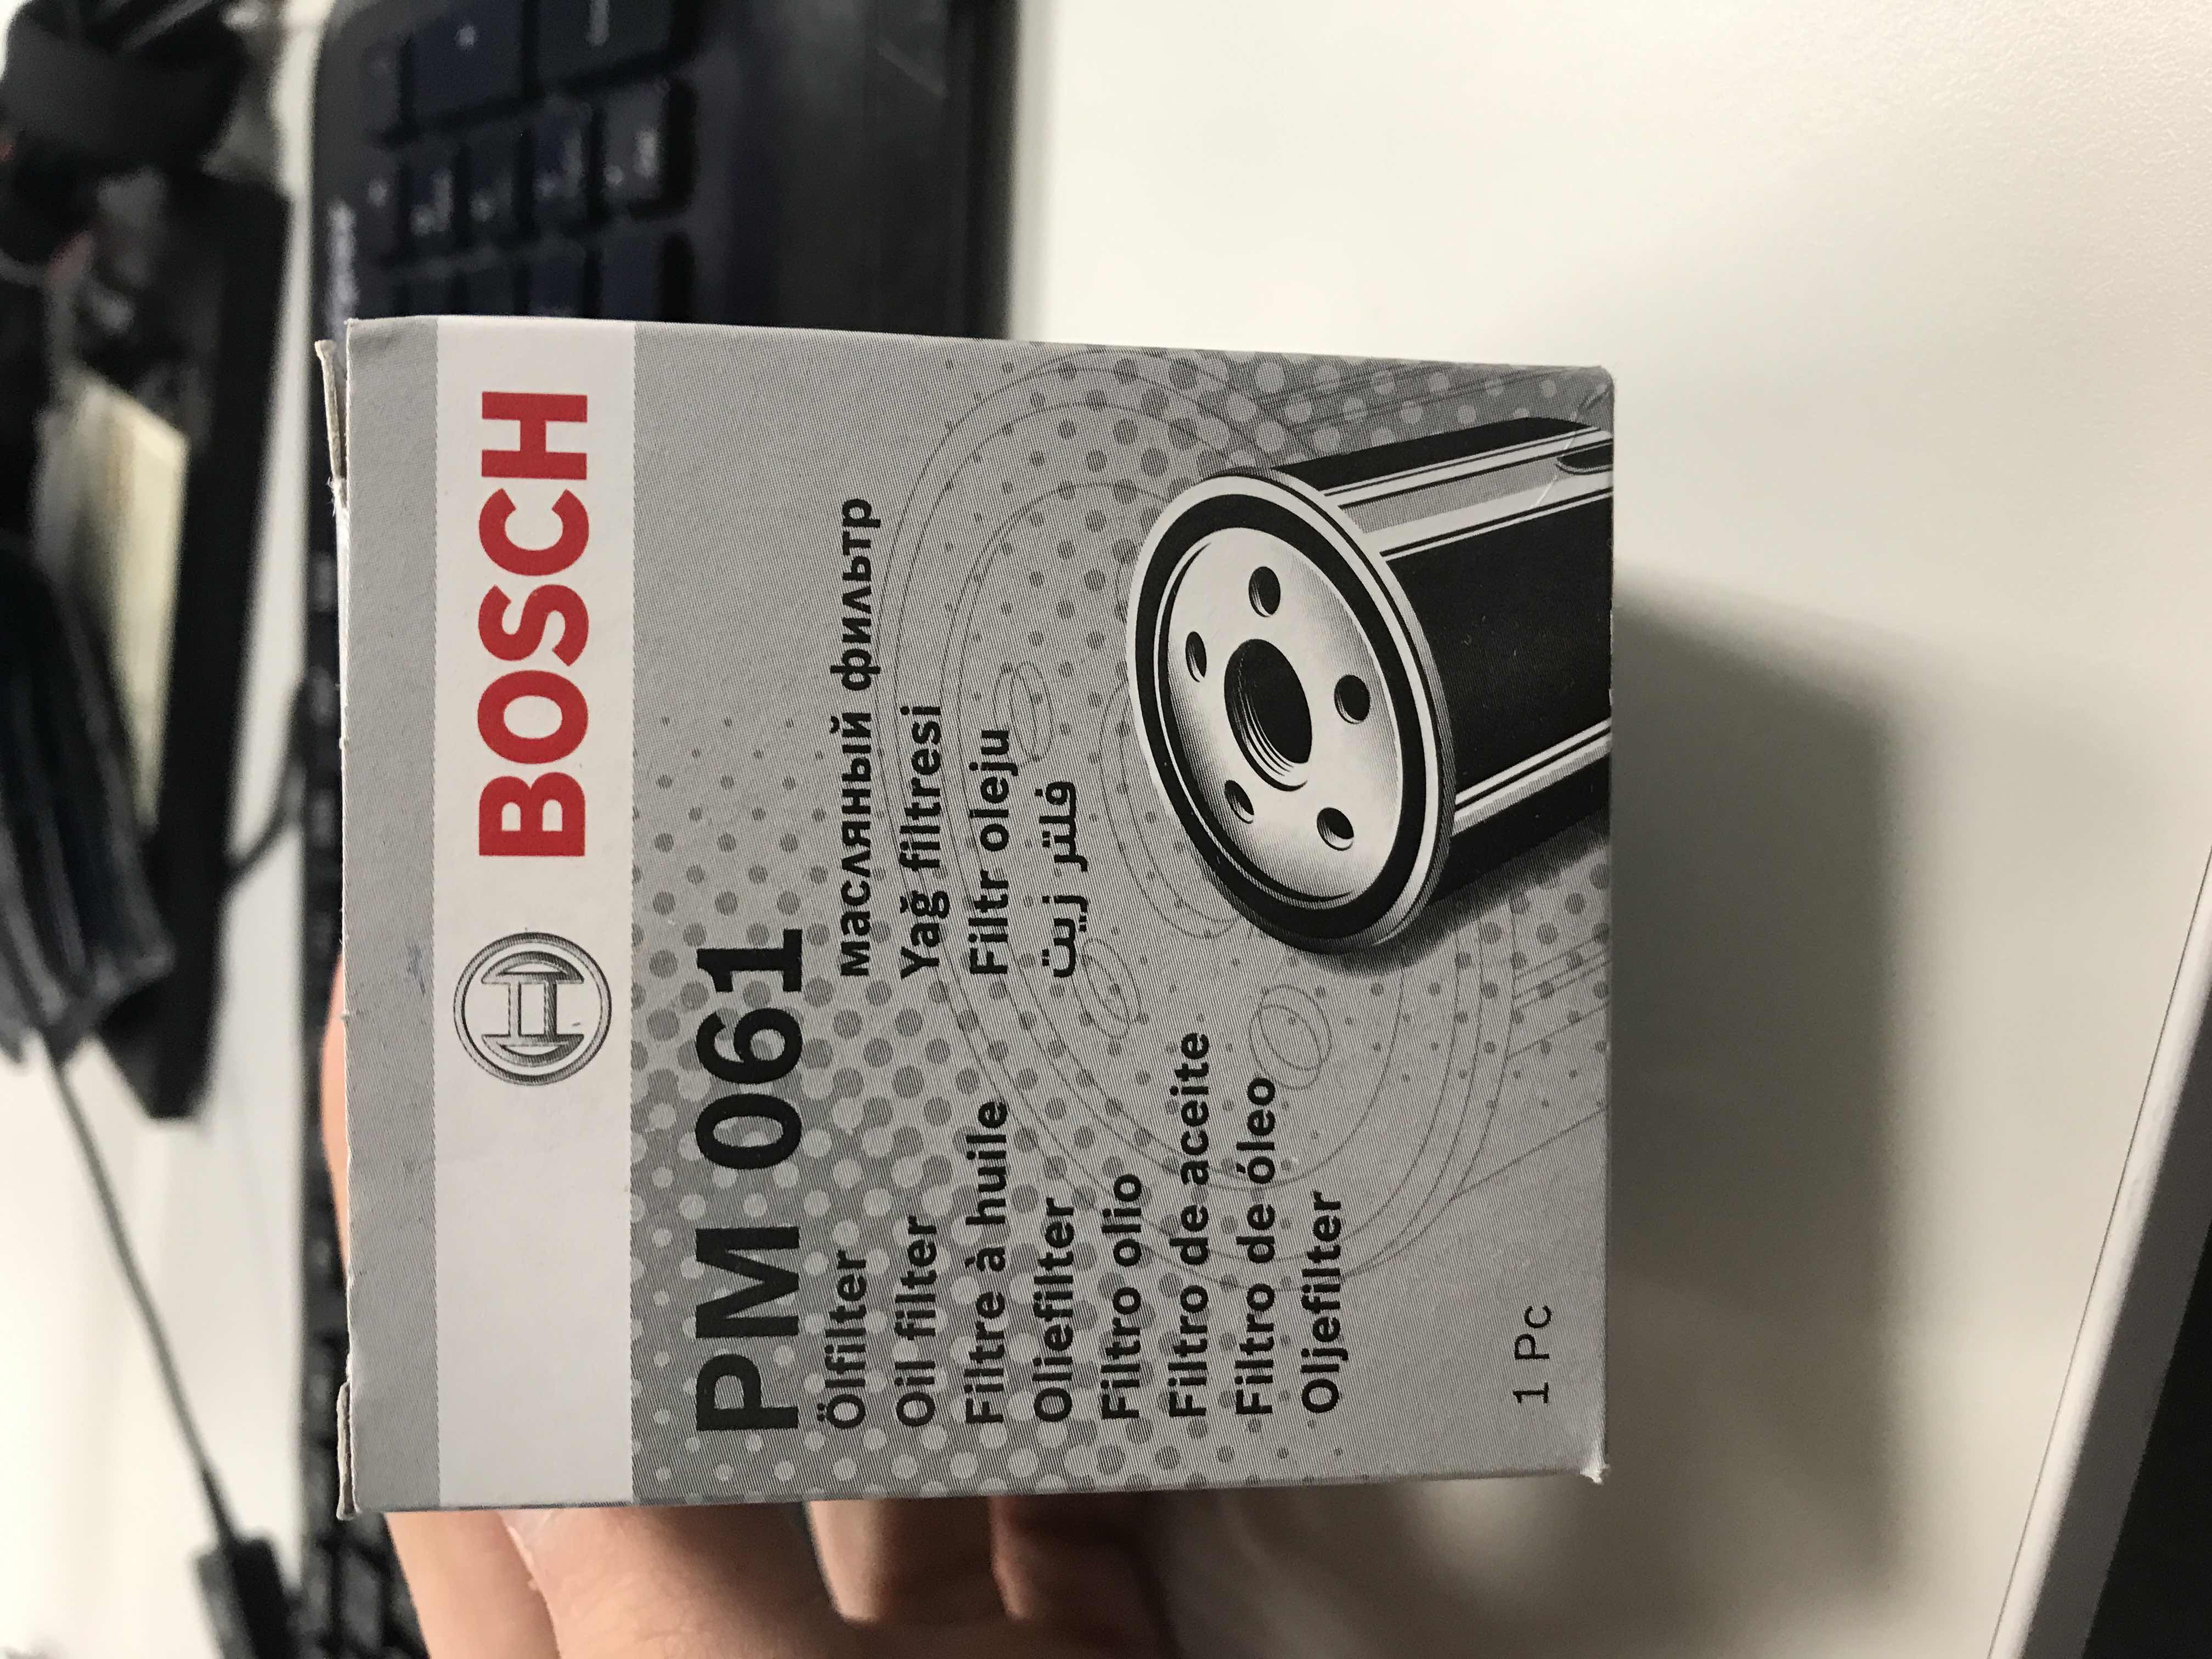 BOSCH
PM 061
Ölfilter
Oil filter
Filtre à huile
Oliefilter
Filtro olio
Filtro de aceite
Filtro de óleo
Oljefilter
Масляный фильтр
Yağ filtresi
Filtr oleju
فلتر زيت
1 Pc